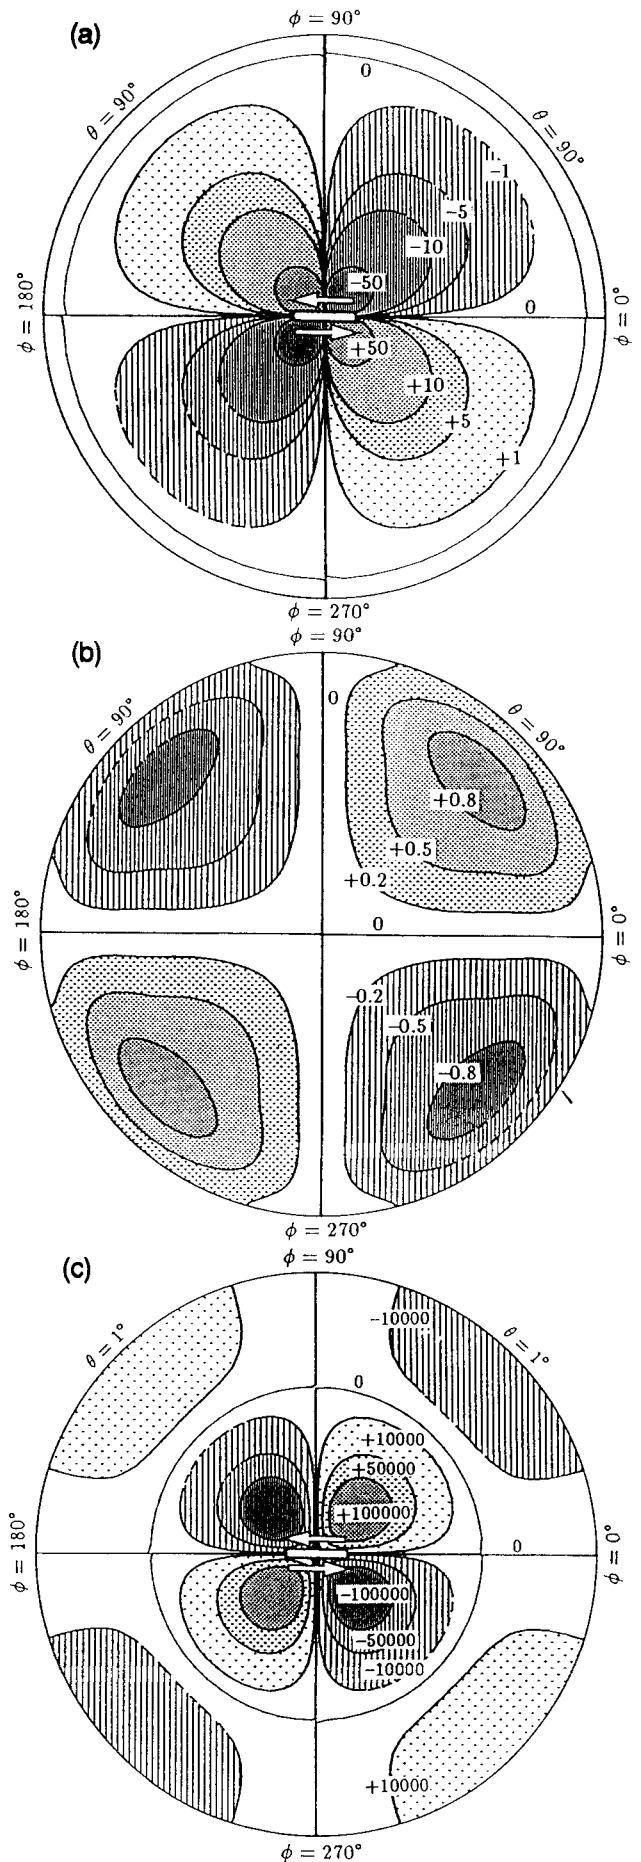 (a)
ϕ = 90°
0
θ = 90°
θ = 90°
−1
−5
−10
−50
ϕ = 180°
0
ϕ = 0°
+50
+10
+5
+1
ϕ = 270°
ϕ = 90°
(b)
0
θ = 90°
θ = 90°
+0.8
+0.5
+0.2
ϕ = 180°
0
ϕ = 0°
−0.2
−0.5
−0.8
ϕ = 270°
ϕ = 90°
(c)
−10000
θ = 1°
θ = 1°
0
+10000
+50000
+100000
ϕ = 180°
0
ϕ = 0°
−100000
−50000
−10000
+10000
ϕ = 270°